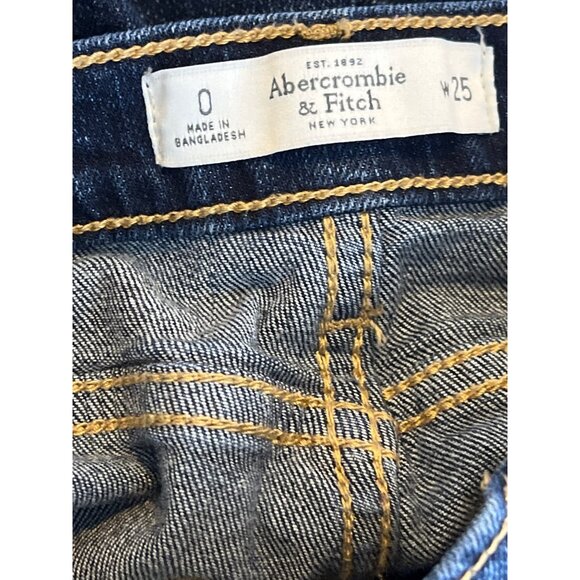 0
MADE IN
BANGLADESH
EST. 1892
Abercrombie
& Fitch
NEW YORK
W25